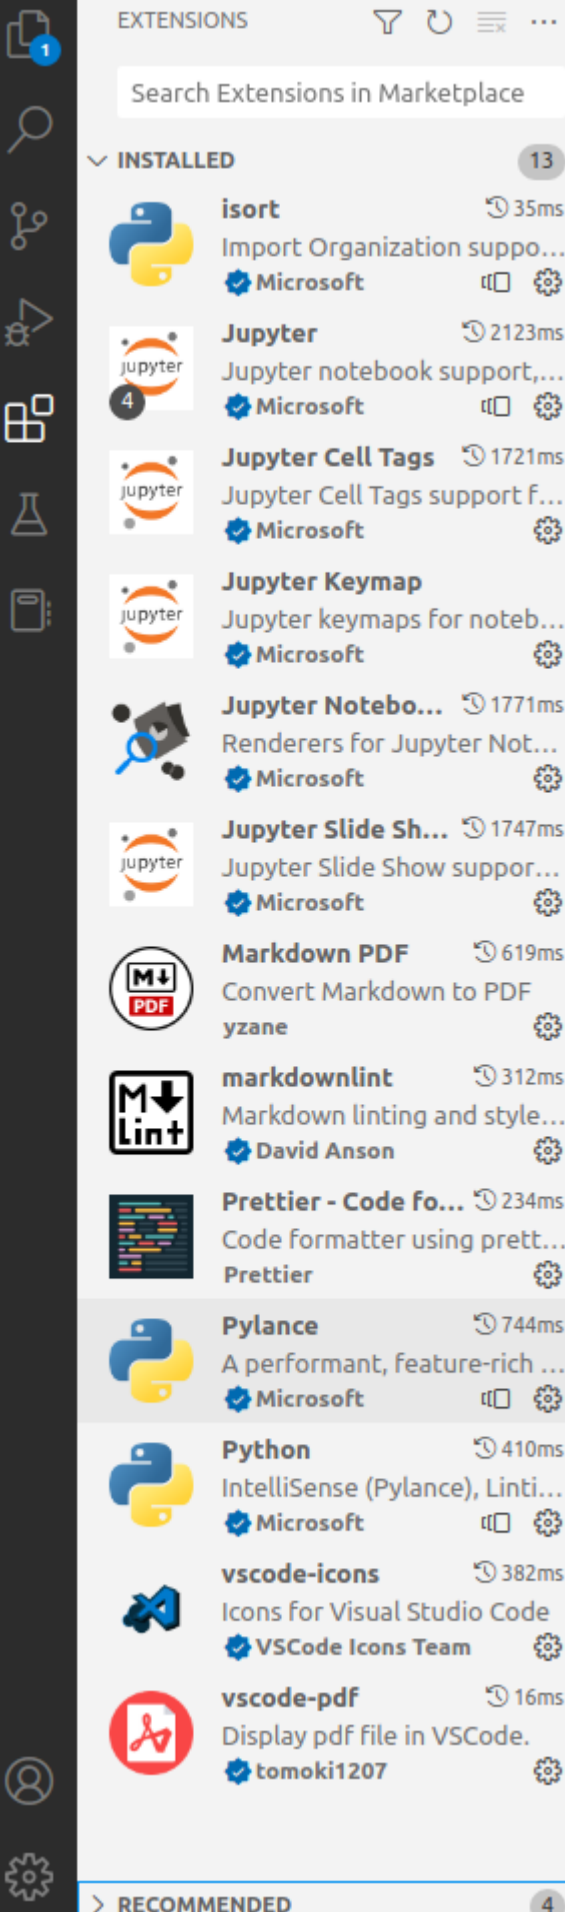 EXTENSIONS
1
Search Extensions in Marketplace
INSTALLED 13
isort 35ms
Import Organization suppo...
Microsoft
Jupyter 2123ms
jupyter
4
Jupyter notebook support,...
Microsoft
Jupyter Cell Tags 1721ms
jupyter
Jupyter Cell Tags support f...
Microsoft
Jupyter Keymap
jupyter
Jupyter keymaps for noteb...
Microsoft
Jupyter Notebo... 1771ms
Renderers for Jupyter Not...
Microsoft
Jupyter Slide Sh... 1747ms
jupyter
Jupyter Slide Show suppor...
Microsoft
Markdown PDF 619ms
M
PDF
Convert Markdown to PDF
yzane
markdownlint 312ms
M
lint
Markdown linting and style...
David Anson
Prettier - Code fo... 234ms
Code formatter using prett...
Prettier
Pylance 744ms
A performant, feature-rich ...
Microsoft
Python 410ms
IntelliSense (Pylance), Linti...
Microsoft
vscode-icons 382ms
Icons for Visual Studio Code
VSCode Icons Team
vscode-pdf 16ms
Display pdf file in VSCode.
tomoki1207
RECOMMENDED 4